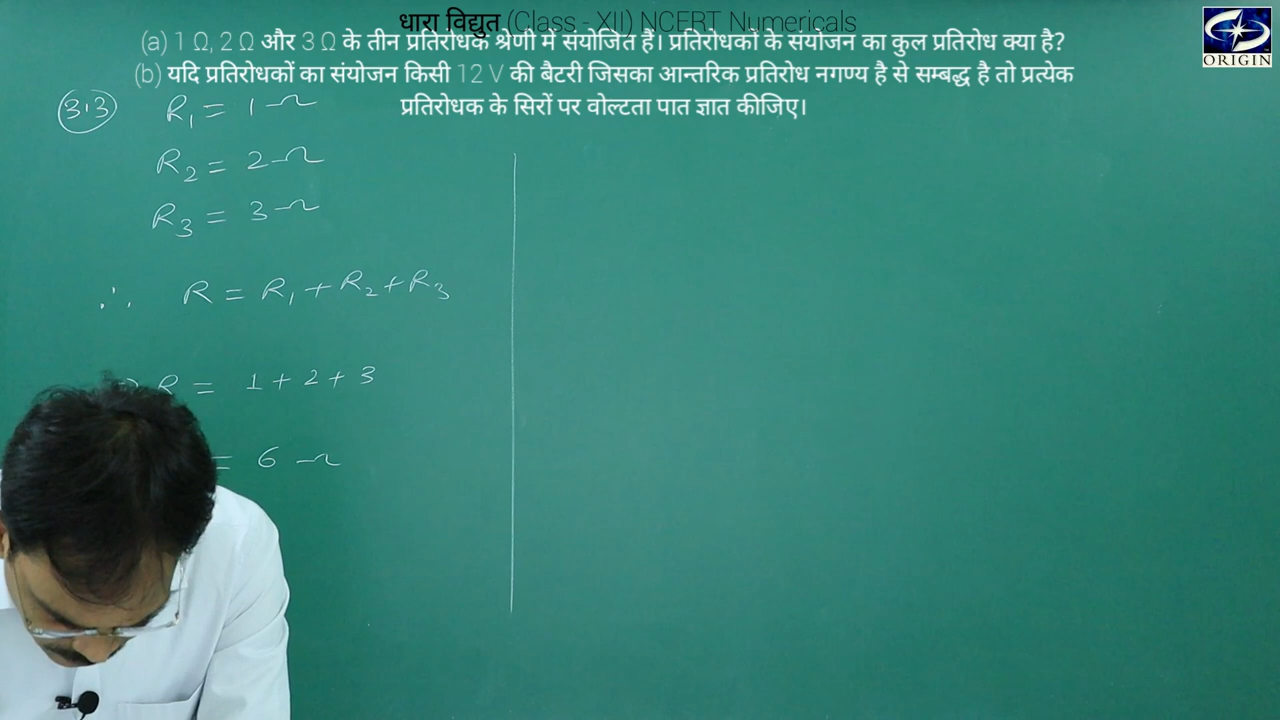 धारा विद्युत (Class - XII) NCERT Numericals
(a) 1 Ω, 2 Ω और 3 Ω के तीन प्रतिरोधक श्रेणी में संयोजित हैं। प्रतिरोधकों के संयोजन का कुल प्रतिरोध क्या है?
(b) यदि प्रतिरोधकों का संयोजन किसी 12 V की बैटरी जिसका आन्तरिक प्रतिरोध नगण्य है से सम्बद्ध है तो प्रत्येक
प्रतिरोधक के सिरों पर वोल्टता पात ज्ञात कीजिए।
ORIGIN
3.3 R₁ = 1 Ω
R₂ = 2 Ω
R₃ = 3 Ω
∴ R = R₁ + R₂ + R₃
R = 1 + 2 + 3
= 6 Ω